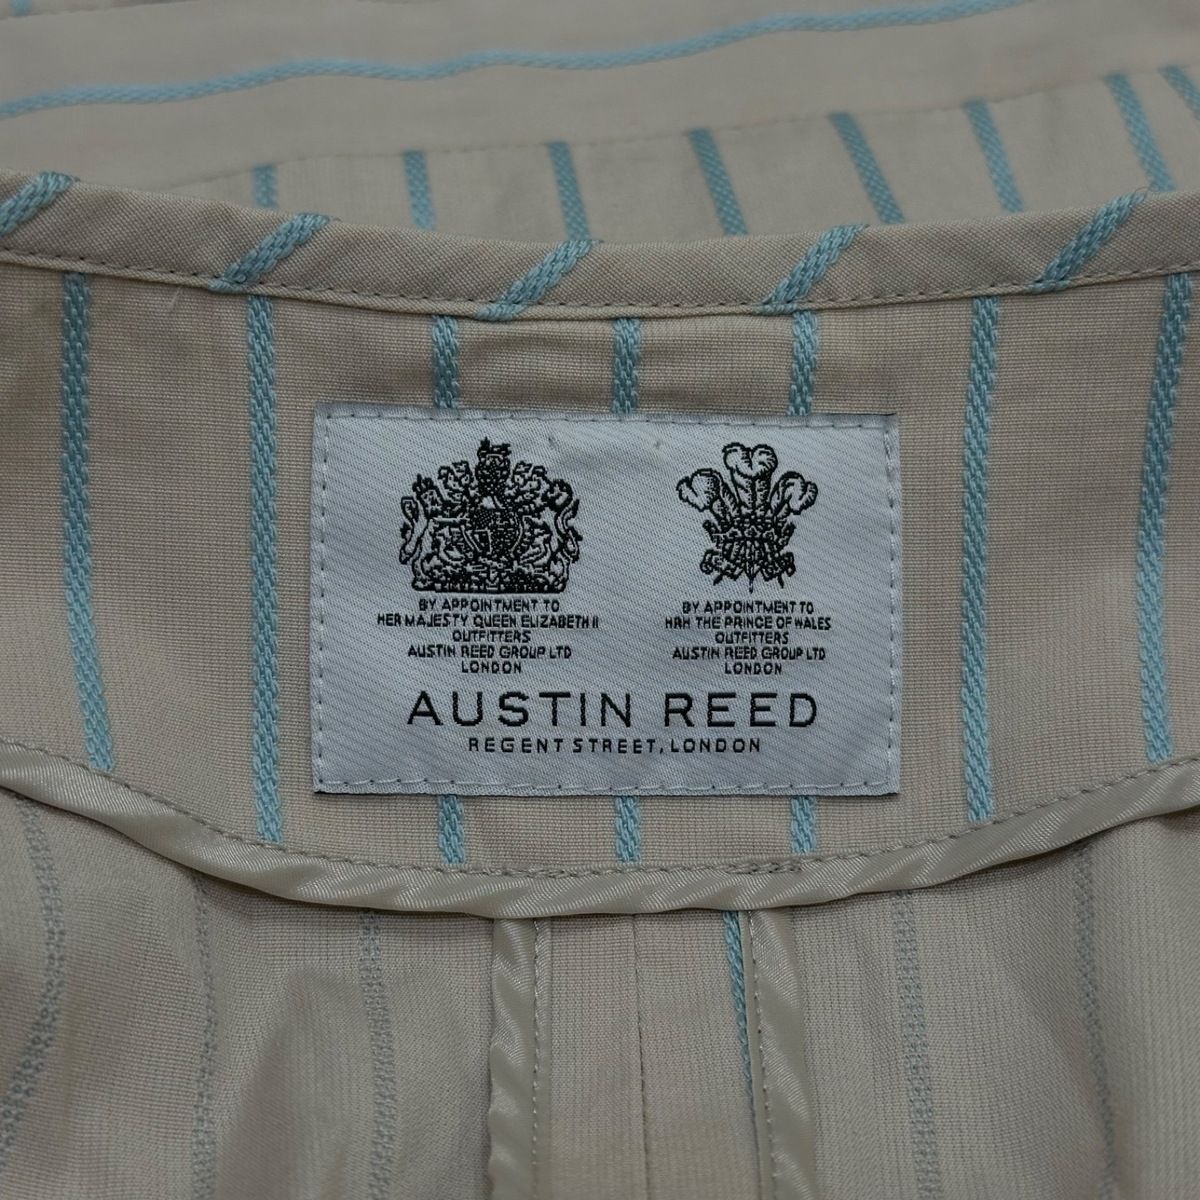 BY APPOINTMENT TO
HER MAJESTY QUEEN ELIZABETH II
OUTFITTERS
AUSTIN REED GROUP LTD
LONDON
BY APPOINTMENT TO
HRH THE PRINCE OF WALES
OUTFITTERS
AUSTIN REED GROUP LTD
LONDON
AUSTIN REED
REGENT STREET, LONDON